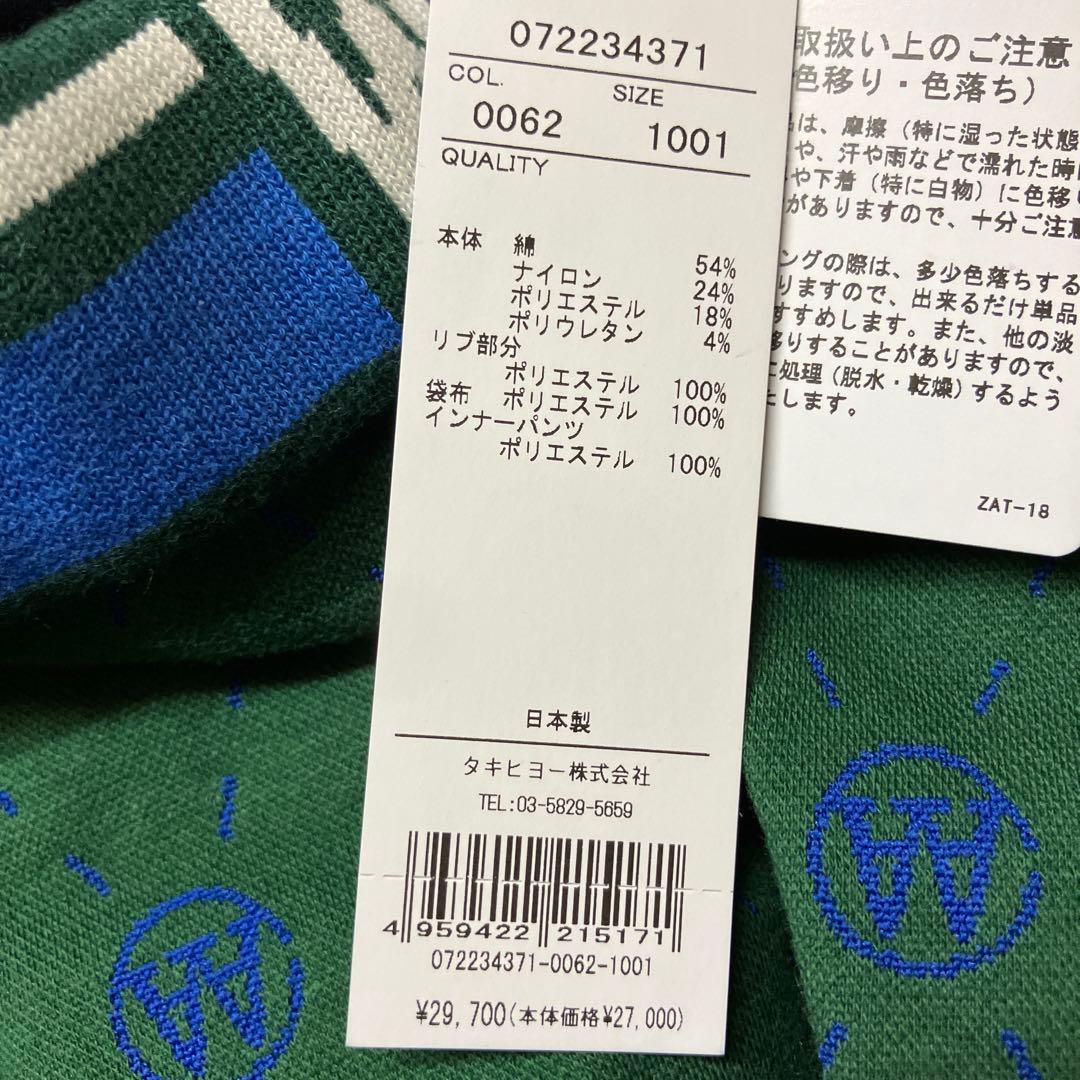 072234371
COL.
SIZE
0062
1001
QUALITY
本体 綿 54%
ナイロン 24%
ポリエステル 18%
ポリウレタン 4%
リブ部分
ポリエステル 100%
袋布 ポリエステル 100%
インナーパンツ
ポリエステル 100%
日本製
タキヒヨー株式会社
TEL:03-5829-5659
4 959422 215171
072234371-0062-1001
¥29,700(本体価格¥27,000)
取扱い上のご注意
色移り・色落ち)
は、摩擦(特に湿った状態
や、汗や雨などで濡れた時
や下着(特に白物)に色移り
がありますので、十分ご注意
ングの際は、多少色落ちする
りますので、出来るだけ単品
すすめします。また、他の淡
移りすることがありますので、
処理(脱水・乾燥)するよう
します。
ZAT-18